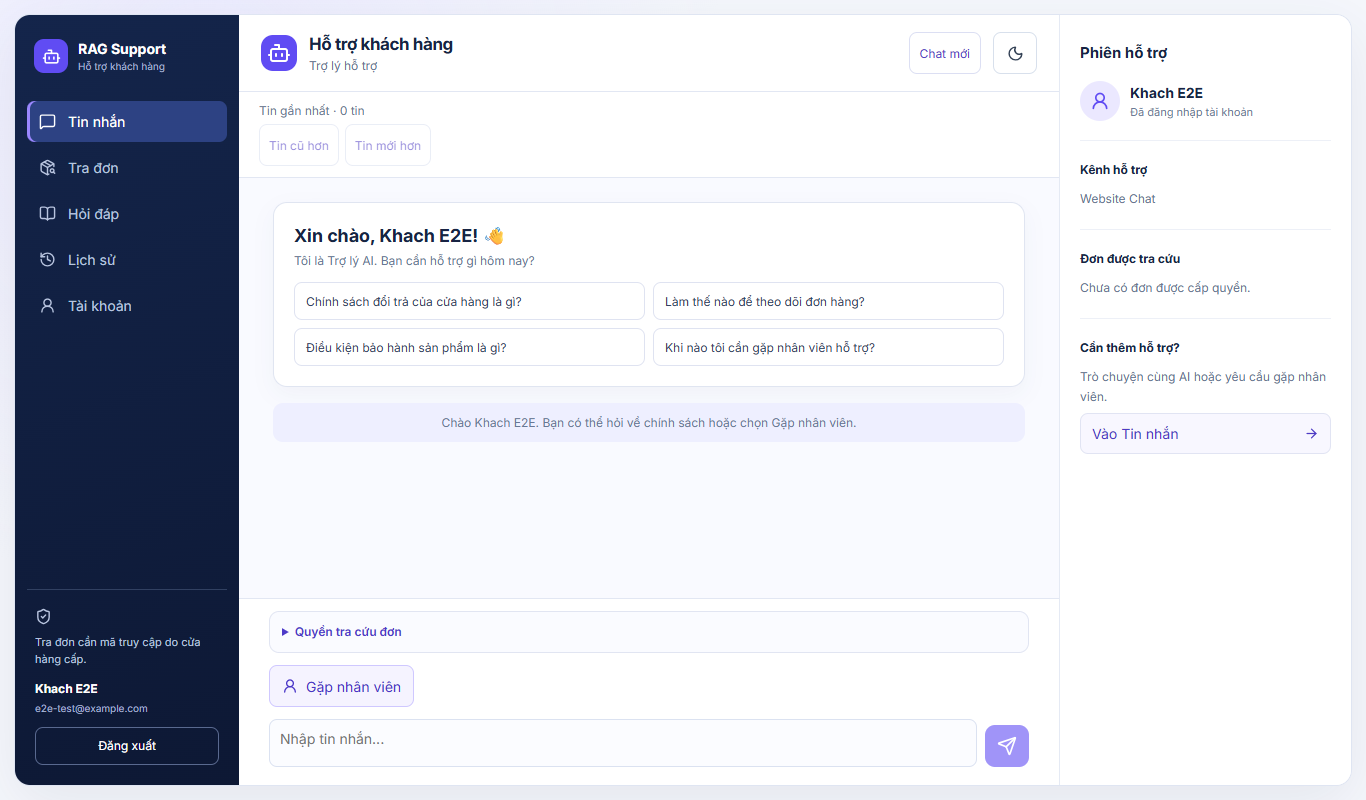 RAG Support
Hỗ trợ khách hàng
Tin nhắn
Tra đơn
Hỏi đáp
Lịch sử
Tài khoản
Tra đơn cần mã truy cập do cửa
hàng cấp.
Khach E2E
e2e-test@example.com
Đăng xuất
Hỗ trợ khách hàng
Trợ lý hỗ trợ
Chat mới
Tin gần nhất · 0 tin
Tin cũ hơn
Tin mới hơn
Xin chào, Khach E2E! 👋
Tôi là Trợ lý AI. Bạn cần hỗ trợ gì hôm nay?
Chính sách đổi trả của cửa hàng là gì?
Làm thế nào để theo dõi đơn hàng?
Điều kiện bảo hành sản phẩm là gì?
Khi nào tôi cần gặp nhân viên hỗ trợ?
Chào Khach E2E. Bạn có thể hỏi về chính sách hoặc chọn Gặp nhân viên.
Quyền tra cứu đơn
Gặp nhân viên
Nhập tin nhắn...
Phiên hỗ trợ
Khach E2E
Đã đăng nhập tài khoản
Kênh hỗ trợ
Website Chat
Đơn được tra cứu
Chưa có đơn được cấp quyền.
Cần thêm hỗ trợ?
Trò chuyện cùng AI hoặc yêu cầu gặp nhân
viên.
Vào Tin nhắn